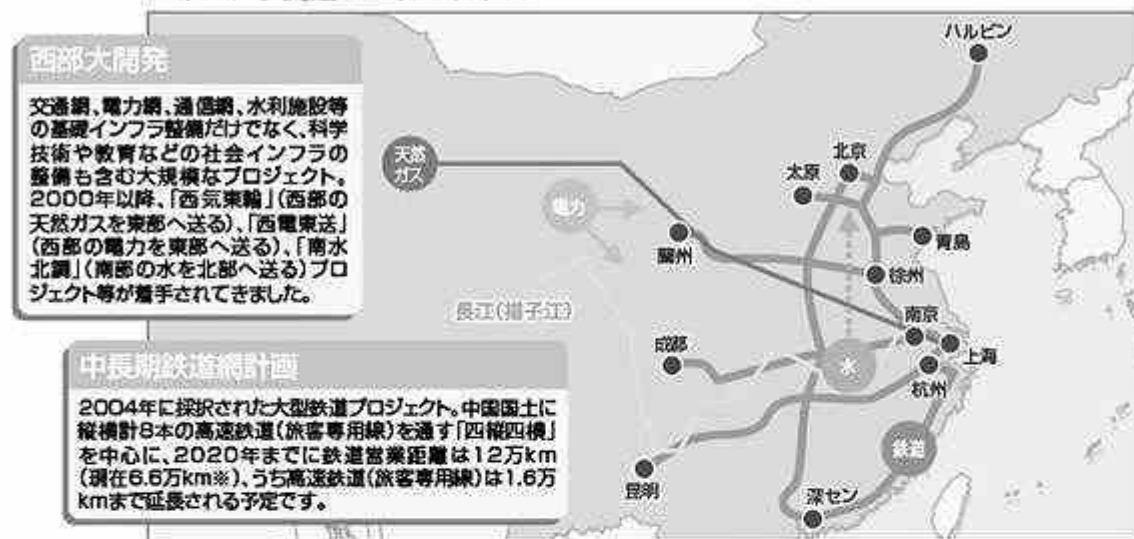 西部大開発
交通網、電力網、通信網、水利施設等
の基礎インフラ整備だけでなく、科学
技術や教育などの社会インフラの
整備も含む大規模なプロジェクト。
2000年以降、「西気東輸」(西部の
天然ガスを東部へ送る)、「西電東送」
(西部の電力を東部へ送る)、「南水
北調」(南部の水を北部へ送る)プロ
ジェクト等が着手されてきました。
中長期鉄道網計画
2004年に採択された大型鉄道プロジェクト。中国国土に
縦横計8本の高速鉄道(旅客専用線)を通す「四縦四横」
を中心に、2020年までに鉄道営業距離は12万km
(現在6.6万km※)、うち高速鉄道(旅客専用線)は1.6万
kmまで延長される予定です。
ハルビン
天然
ガス
北京
太原
電力
青島
蘭州
徐州
長江(揚子江)
南京
成都
上海
水
杭州
鉄道
昆明
深セン